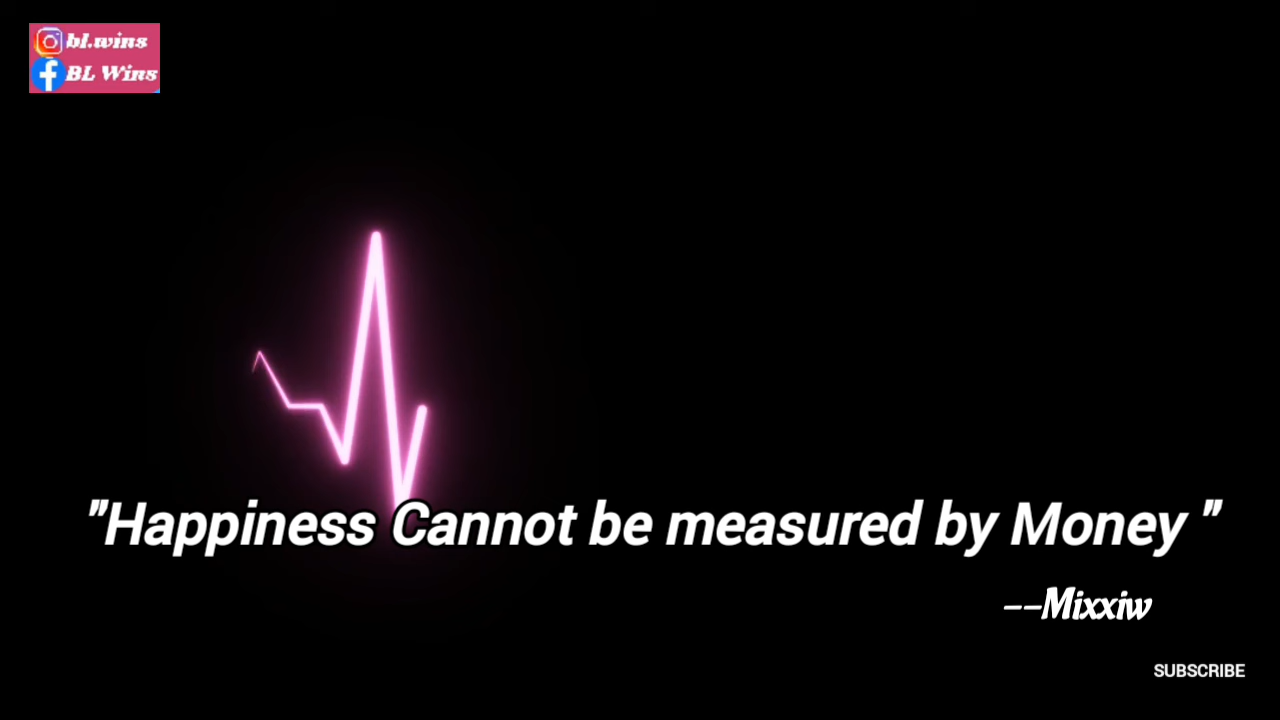 bl.wins
BL Wins
"Happiness Cannot be measured by Money "
--Mixxiw
SUBSCRIBE